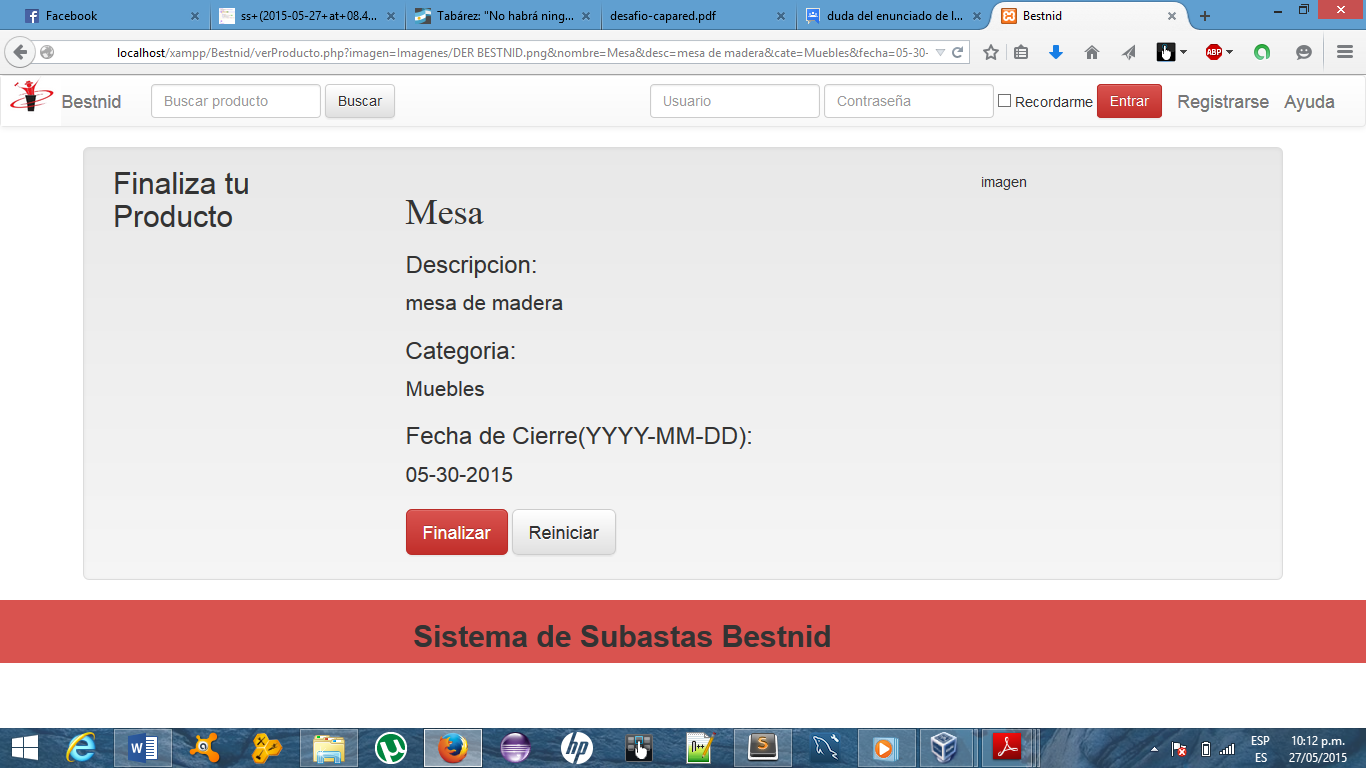 Facebook
ss+(2015-05-27+at+08.4...
Tabárez: "No habrá ning...
desafio-capared.pdf
duda del enunciado de l...
Bestnid
localhost/xampp/Bestnid/verProducto.php?imagen=Imagenes/DER BESTNID.png&nombre=Mesa&desc=mesa de madera&cate=Muebles&fecha=05-30-
ABP
Bestnid
Buscar producto
Buscar
Usuario
Contraseña
Recordarme
Entrar
Registrarse
Ayuda
Finaliza tu
Producto
imagen
Mesa
Descripcion:
mesa de madera
Categoria:
Muebles
Fecha de Cierre(YYYY-MM-DD):
05-30-2015
Finalizar
Reiniciar
Sistema de Subastas Bestnid
ESP
ES
10:12 p.m.
27/05/2015